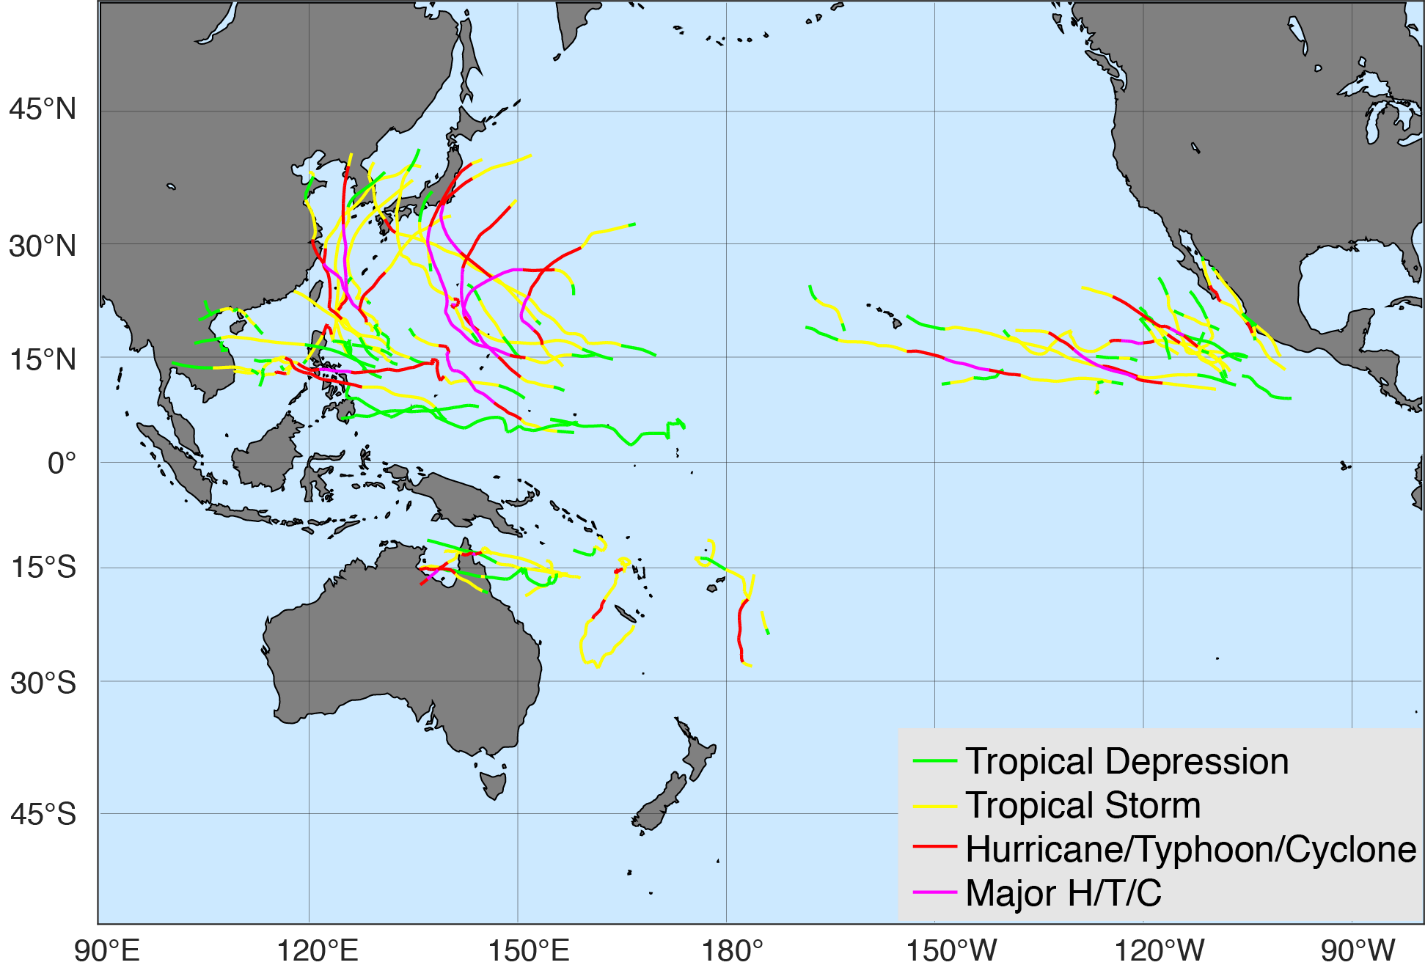 45°N
30°N
15°N
0°
15°S
30°S
45°S
Tropical Depression
Tropical Storm
Hurricane/Typhoon/Cyclone
Major H/T/C
90°E 120°E 150°E 180° 150°W 120°W 90°W